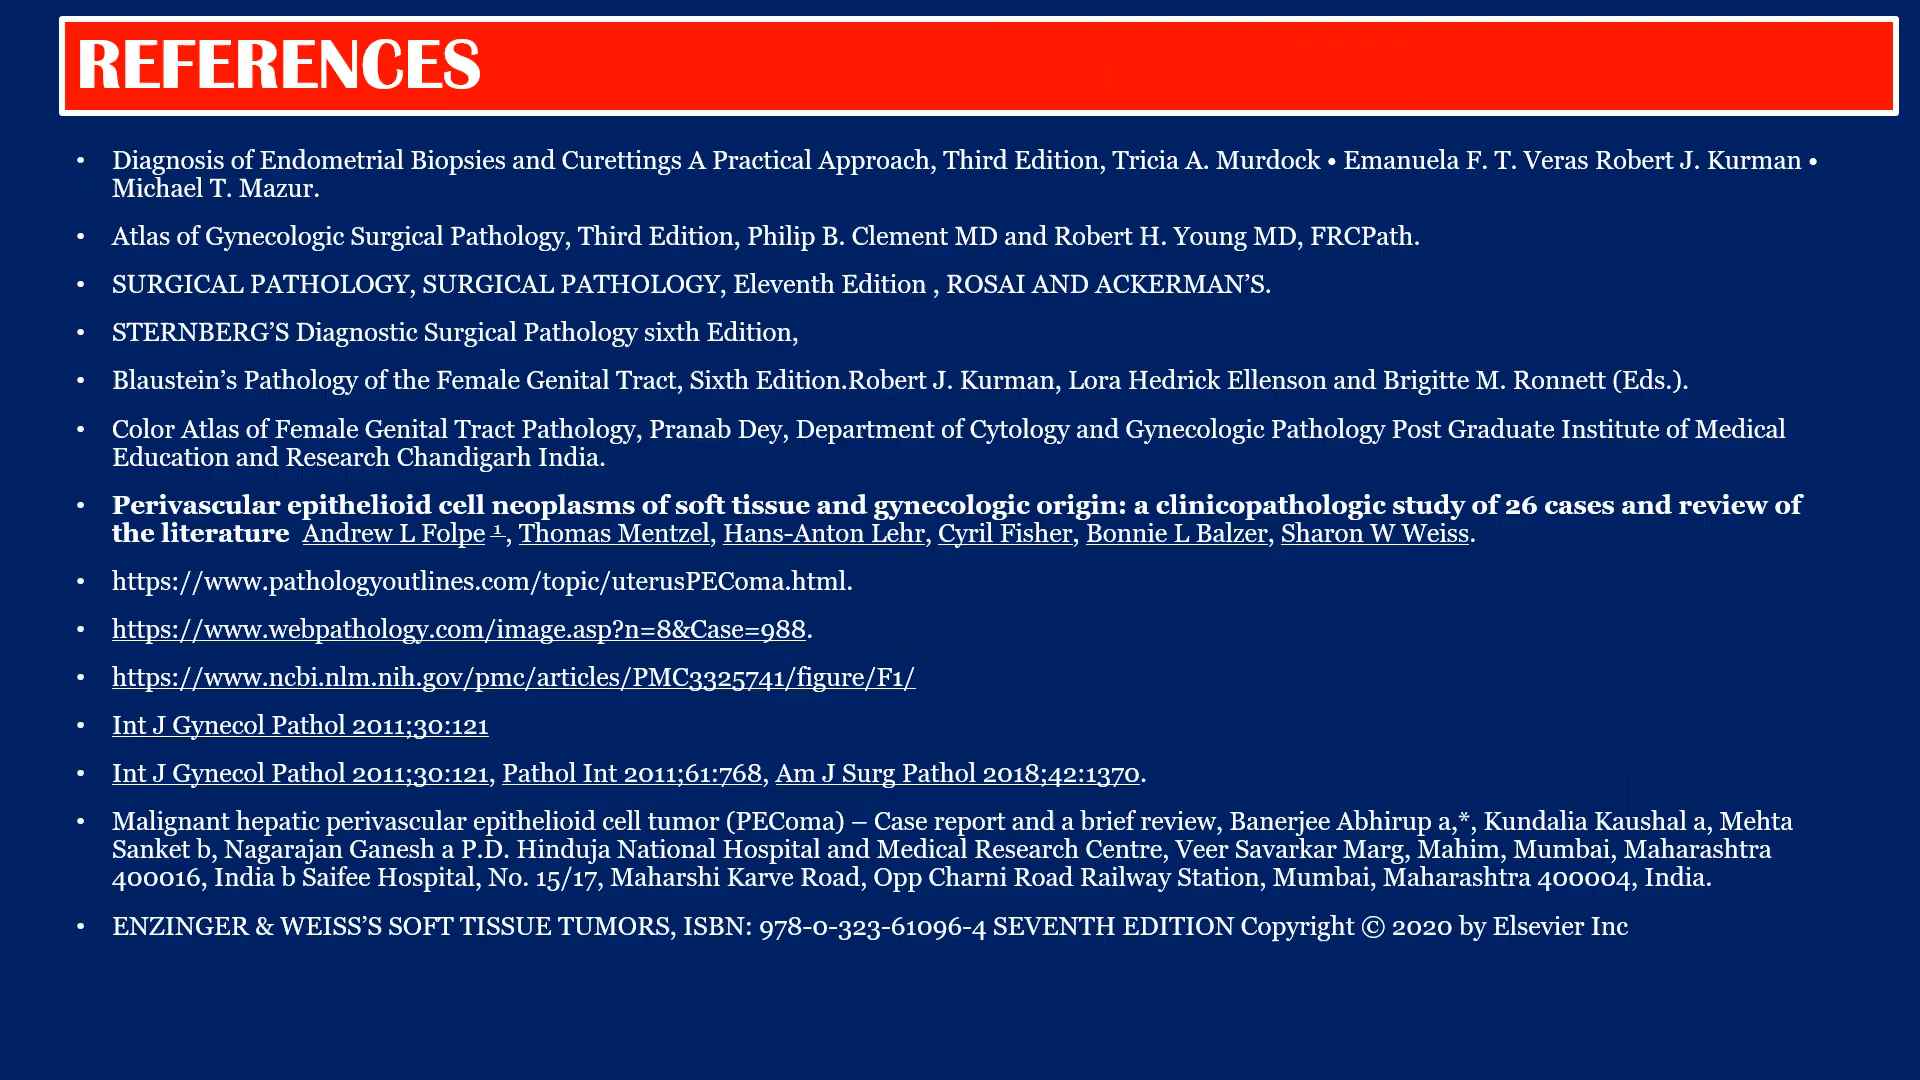 REFERENCES
• Diagnosis of Endometrial Biopsies and Curettings A Practical Approach, Third Edition, Tricia A. Murdock • Emanuela F. T. Veras Robert J. Kurman •
Michael T. Mazur.
• Atlas of Gynecologic Surgical Pathology, Third Edition, Philip B. Clement MD and Robert H. Young MD, FRCPath.
• SURGICAL PATHOLOGY, SURGICAL PATHOLOGY, Eleventh Edition , ROSAI AND ACKERMAN’S.
• STERNBERG’S Diagnostic Surgical Pathology sixth Edition,
• Blaustein’s Pathology of the Female Genital Tract, Sixth Edition.Robert J. Kurman, Lora Hedrick Ellenson and Brigitte M. Ronnett (Eds.).
• Color Atlas of Female Genital Tract Pathology, Pranab Dey, Department of Cytology and Gynecologic Pathology Post Graduate Institute of Medical
Education and Research Chandigarh India.
• Perivascular epithelioid cell neoplasms of soft tissue and gynecologic origin: a clinicopathologic study of 26 cases and review of
the literature Andrew L Folpe 1, Thomas Mentzel, Hans-Anton Lehr, Cyril Fisher, Bonnie L Balzer, Sharon W Weiss.
• https://www.pathologyoutlines.com/topic/uterusPEComa.html.
• https://www.webpathology.com/image.asp?n=8&Case=988.
• https://www.ncbi.nlm.nih.gov/pmc/articles/PMC3325741/figure/F1/
• Int J Gynecol Pathol 2011;30:121
• Int J Gynecol Pathol 2011;30:121, Pathol Int 2011;61:768, Am J Surg Pathol 2018;42:1370.
• Malignant hepatic perivascular epithelioid cell tumor (PEComa) – Case report and a brief review, Banerjee Abhirup a,*, Kundalia Kaushal a, Mehta
Sanket b, Nagarajan Ganesh a P.D. Hinduja National Hospital and Medical Research Centre, Veer Savarkar Marg, Mahim, Mumbai, Maharashtra
400016, India b Saifee Hospital, No. 15/17, Maharshi Karve Road, Opp Charni Road Railway Station, Mumbai, Maharashtra 400004, India.
• ENZINGER & WEISS’S SOFT TISSUE TUMORS, ISBN: 978-0-323-61096-4 SEVENTH EDITION Copyright © 2020 by Elsevier Inc